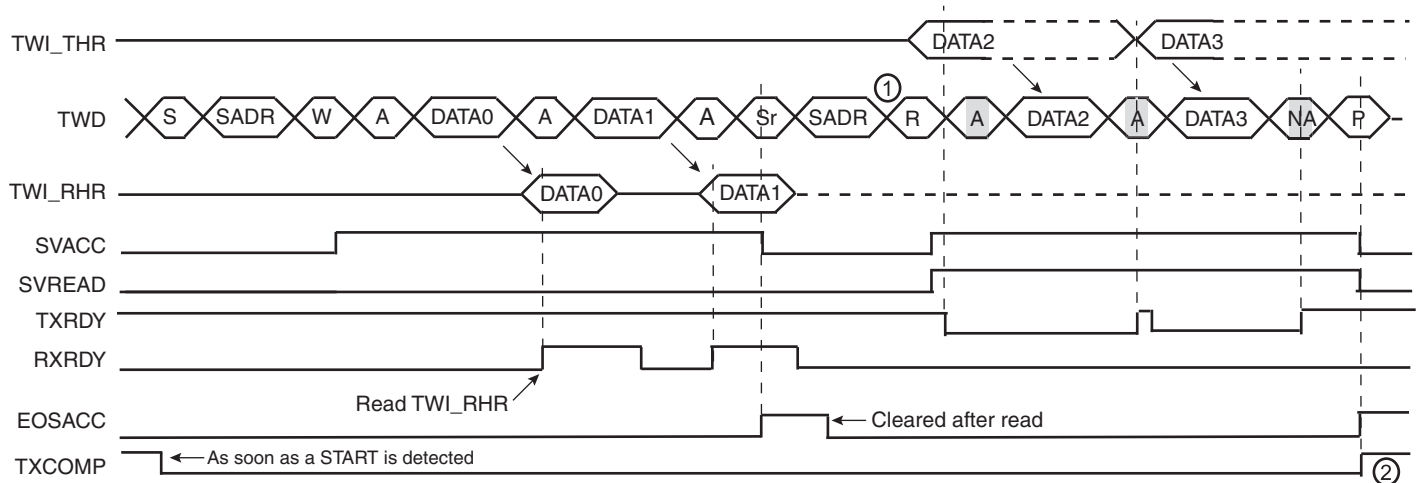 TWI_THR DATA2 DATA3
①
TWD S SADR W A DATA0 A DATA1 A Sr SADR R A DATA2 A DATA3 NA P
TWI_RHR DATA0 DATA1
SVACC
SVREAD
TXRDY
RXRDY
Read TWI_RHR
EOSACC Cleared after read
TXCOMP As soon as a START is detected ②